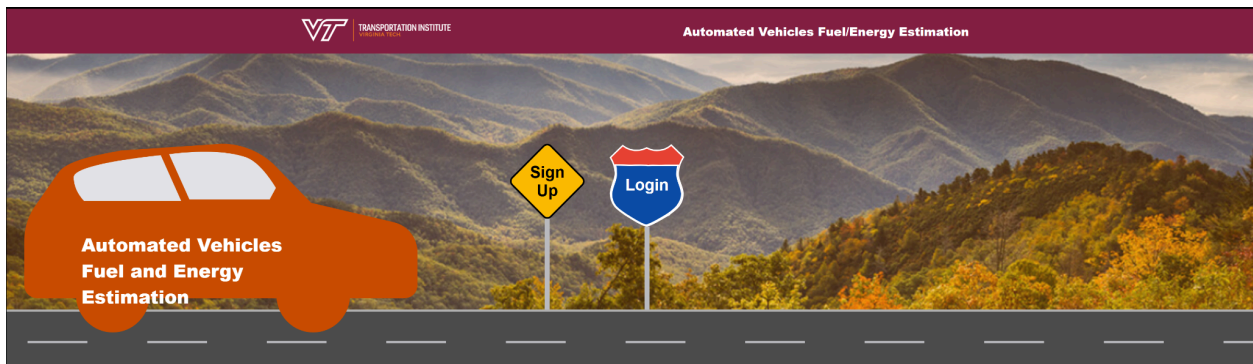 VT
TRANSPORTATION INSTITUTE
VIRGINIA TECH
Automated Vehicles Fuel/Energy Estimation
Sign
Up
Login
Automated Vehicles
Fuel and Energy
Estimation